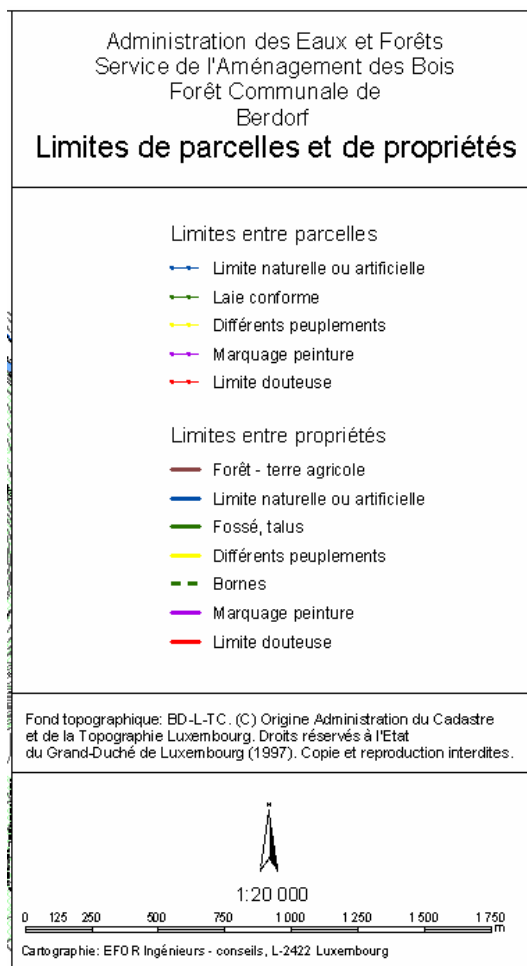 Administration des Eaux et Forêts
Service de l'Aménagement des Bois
Forêt Communale de
Berdorf
Limites de parcelles et de propriétés
Limites entre parcelles
Limite naturelle ou artificielle
Laie conforme
Différents peuplements
Marquage peinture
Limite douteuse
Limites entre propriétés
Forêt - terre agricole
Limite naturelle ou artificielle
Fossé, talus
Différents peuplements
Bornes
Marquage peinture
Limite douteuse
Fond topographique: BD-L-TC. (C) Origine Administration du Cadastre
et de la Topographie Luxembourg. Droits réservés à l'Etat
du Grand-Duché de Luxembourg (1997). Copie et reproduction interdites.
N
1:20 000
0 125 250 500 750 1 000 1 250 1 500 1 750
m
Cartographie: EFOR Ingénieurs - conseils, L-2422 Luxembourg